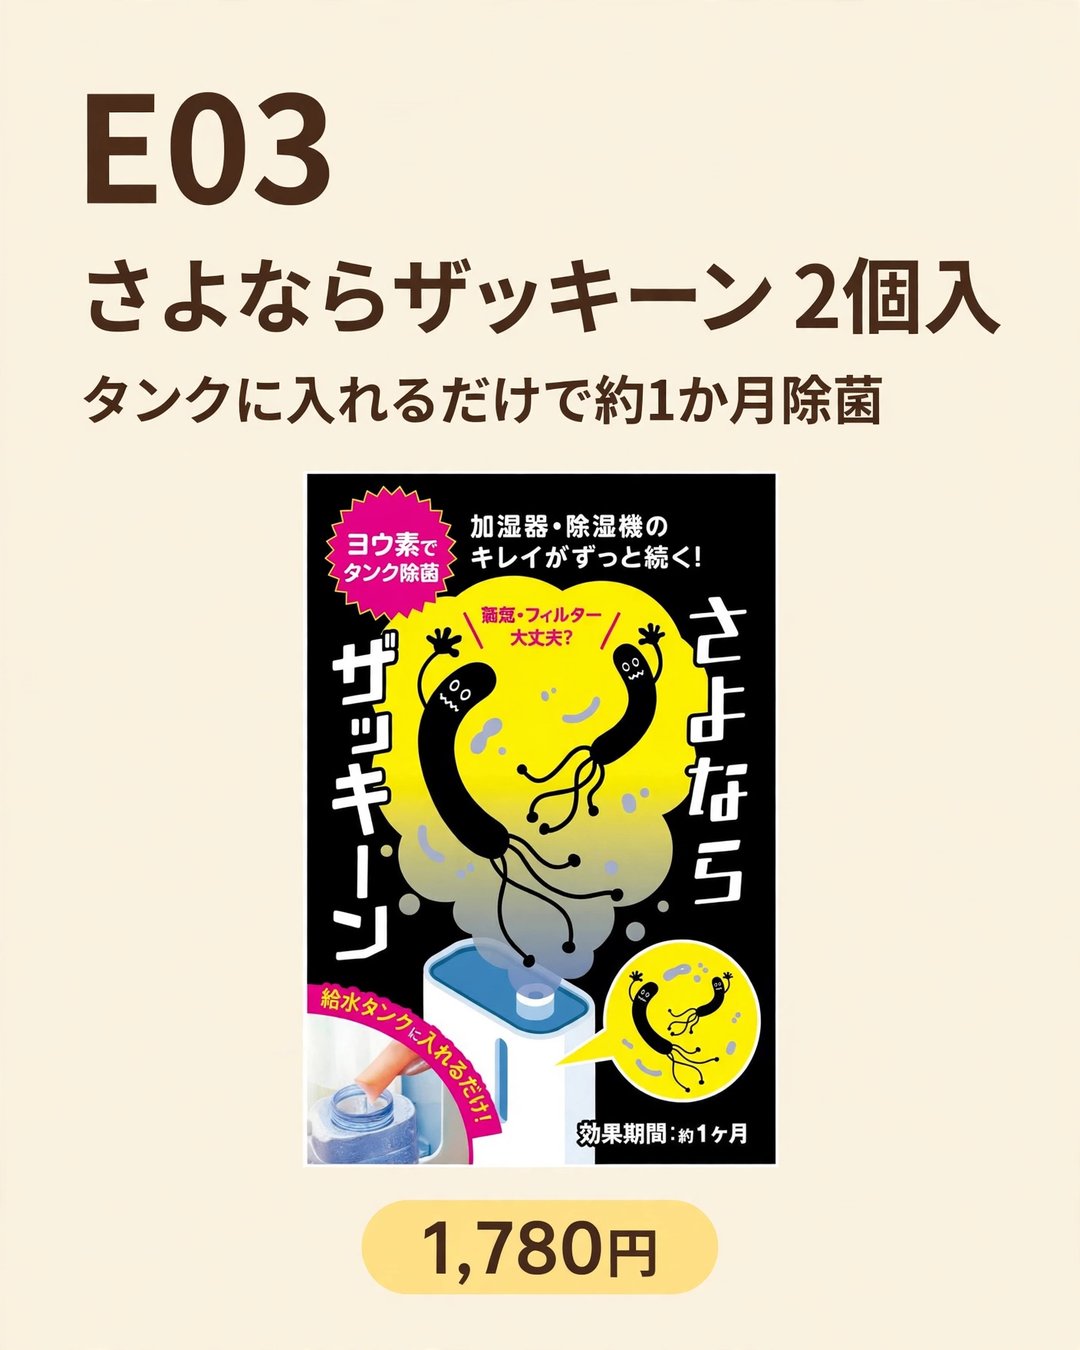 E03
さよならザッキーン 2個入
タンクに入れるだけで約1か月除菌
ヨウ素で
タンク除菌
加湿器・除湿機の
キレイがずっと続く!
・フィルター
大丈夫?
さよなら
ザッキーン
給水タンクに入れるだけ!
効果期間:約1ヶ月
1,780円